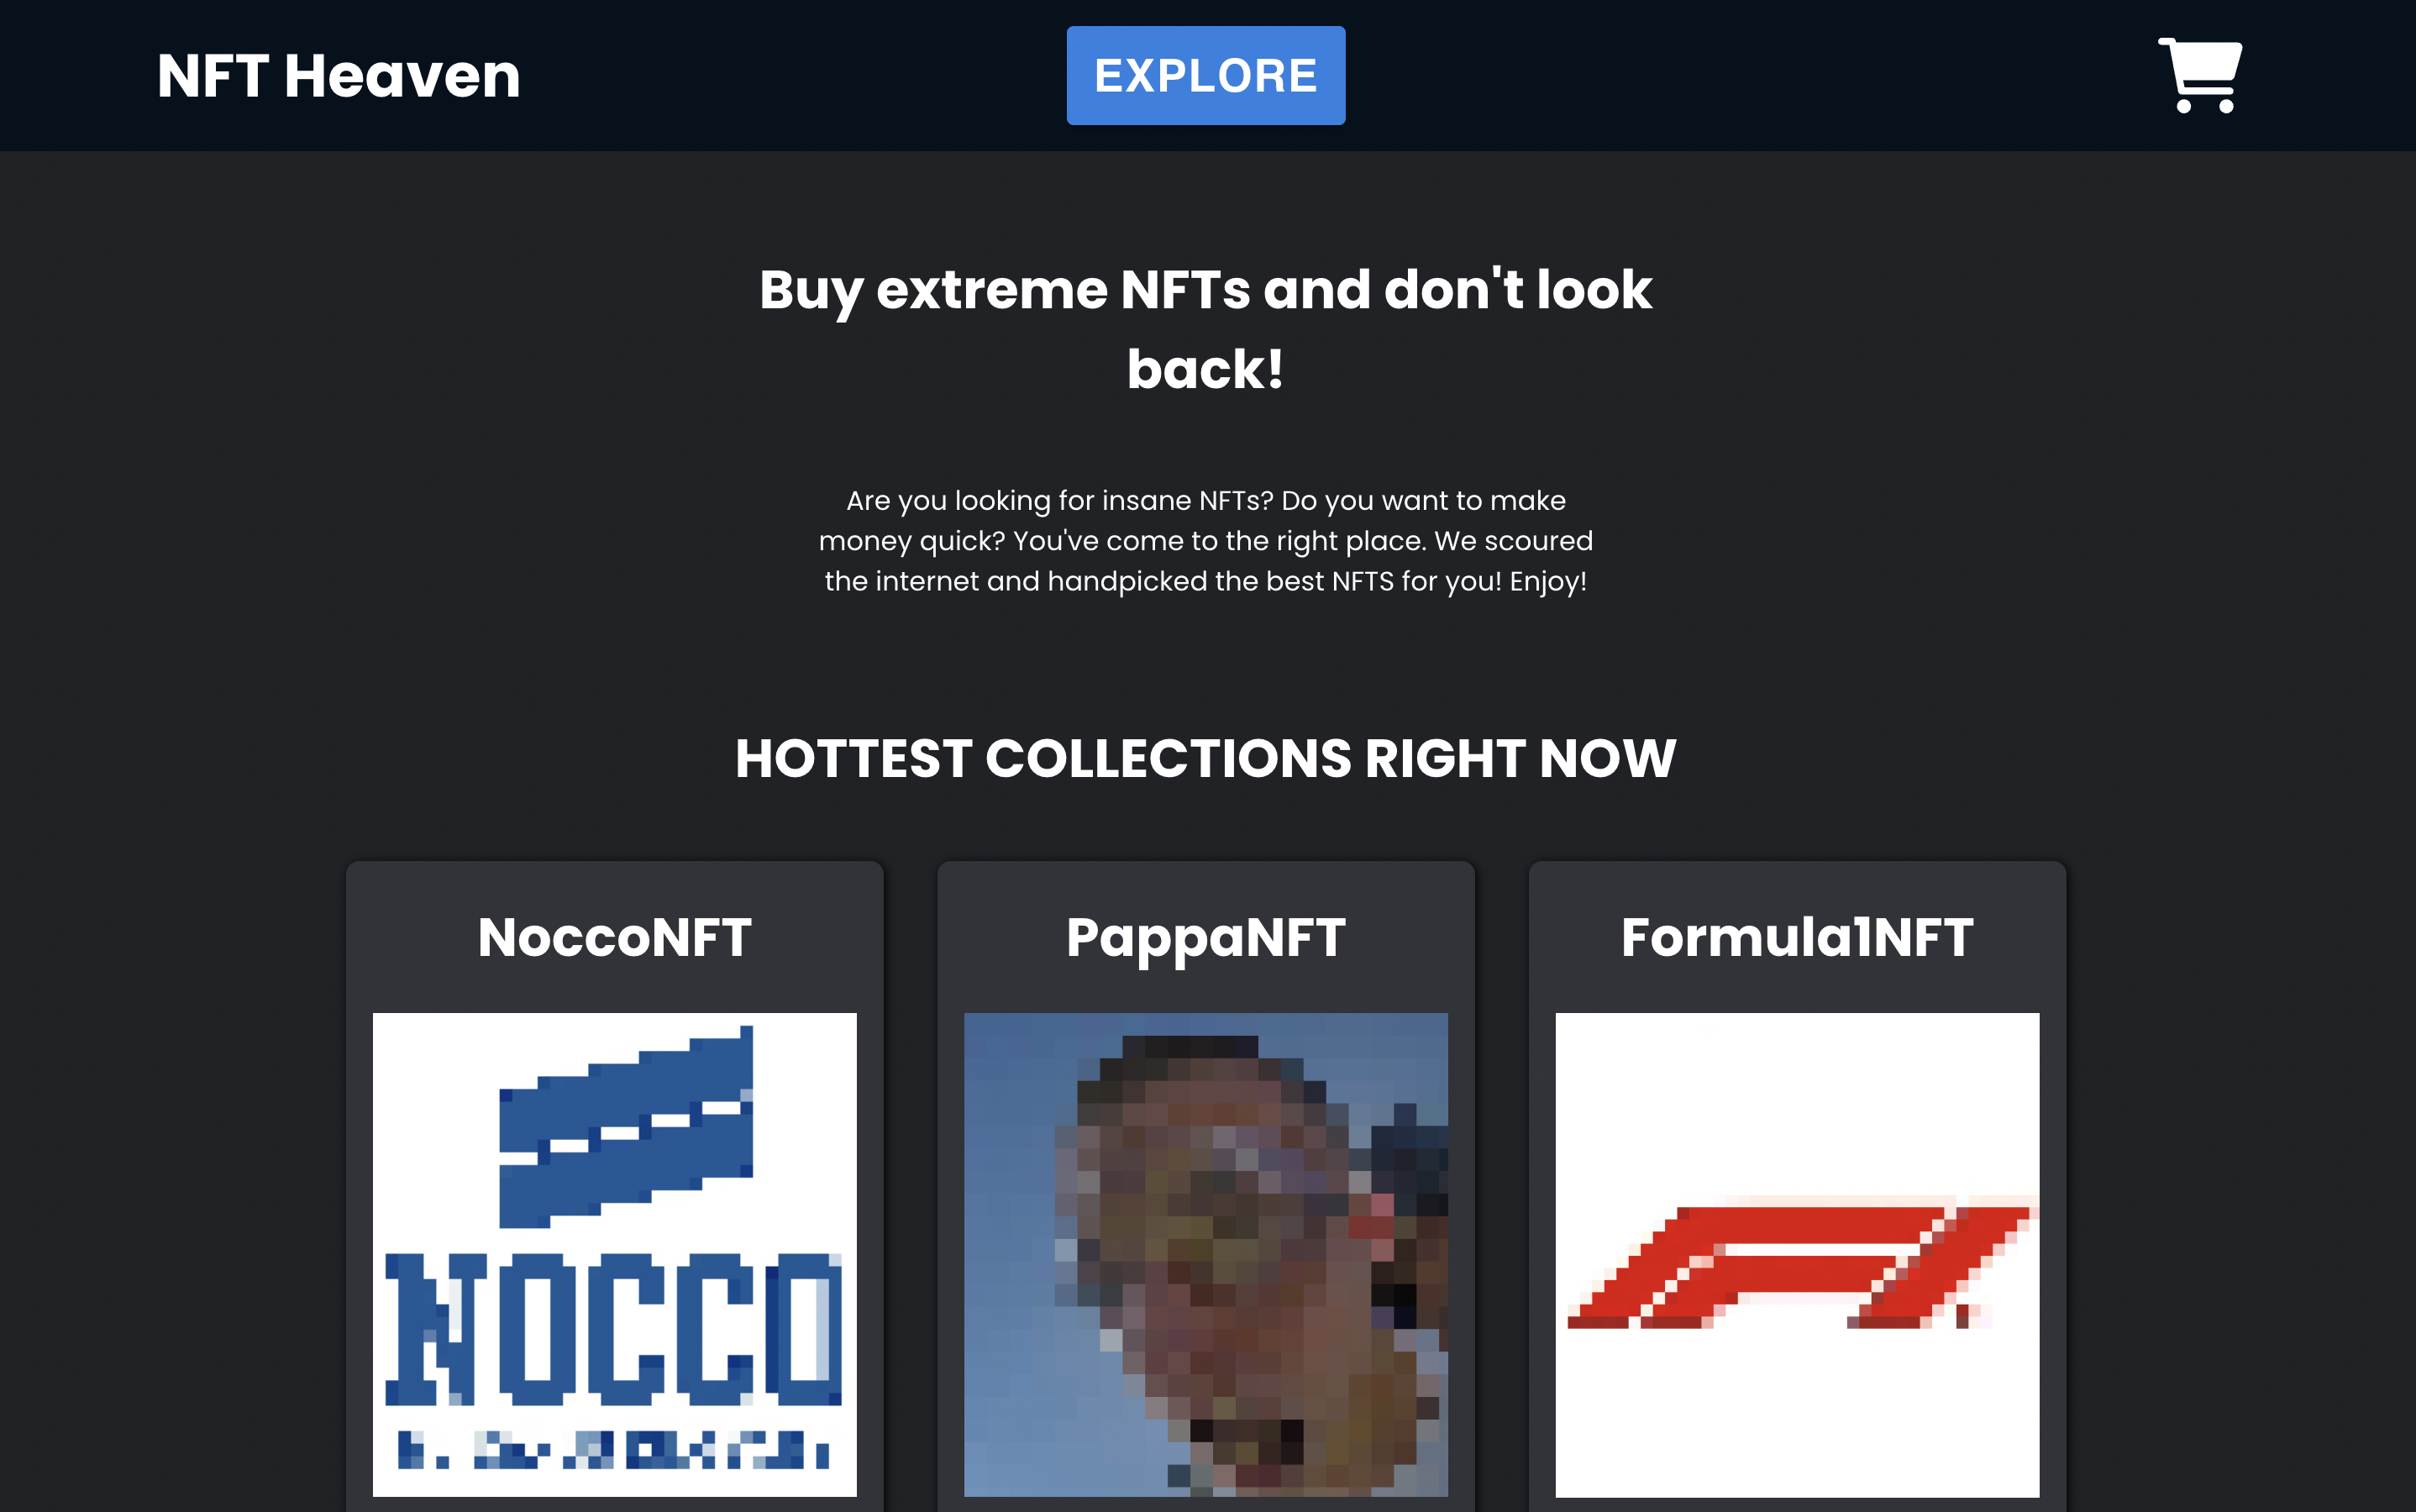 NFT Heaven
EXPLORE
Buy extreme NFTs and don't look
back!
Are you looking for insane NFTs? Do you want to make
money quick? You've come to the right place. We scoured
the internet and handpicked the best NFTS for you! Enjoy!
HOTTEST COLLECTIONS RIGHT NOW
NoccoNFT
PappaNFT
Formula1NFT
NOCCO